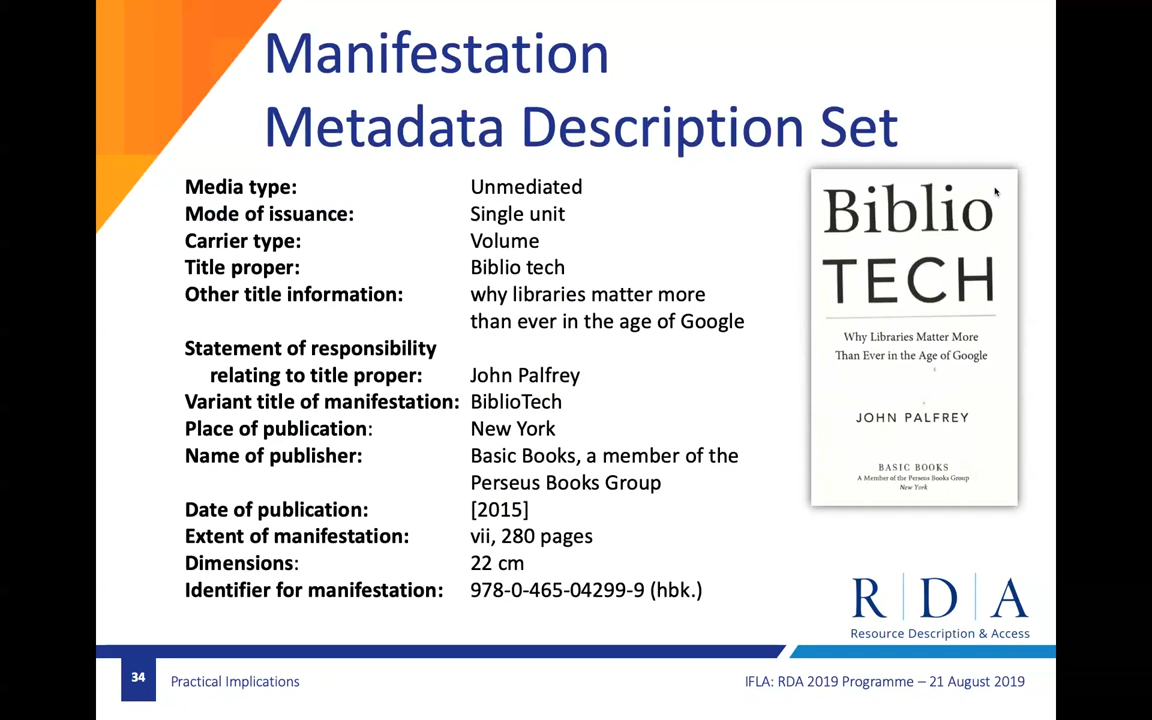 Manifestation
Metadata Description Set
Media type: Unmediated
Mode of issuance: Single unit
Carrier type: Volume
Title proper: Biblio tech
Other title information: why libraries matter more
than ever in the age of Google
Statement of responsibility
relating to title proper: John Palfrey
Variant title of manifestation: BiblioTech
Place of publication: New York
Name of publisher: Basic Books, a member of the
Perseus Books Group
Date of publication: [2015]
Extent of manifestation: vii, 280 pages
Dimensions: 22 cm
Identifier for manifestation: 978-0-465-04299-9 (hbk.)
Biblio
TECH
Why Libraries Matter More
Than Ever in the Age of Google
JOHN PALFREY
BASIC BOOKS
A Member of the Perseus Books Group
New York
R D A
Resource Description & Access
34
Practical Implications
IFLA: RDA 2019 Programme – 21 August 2019